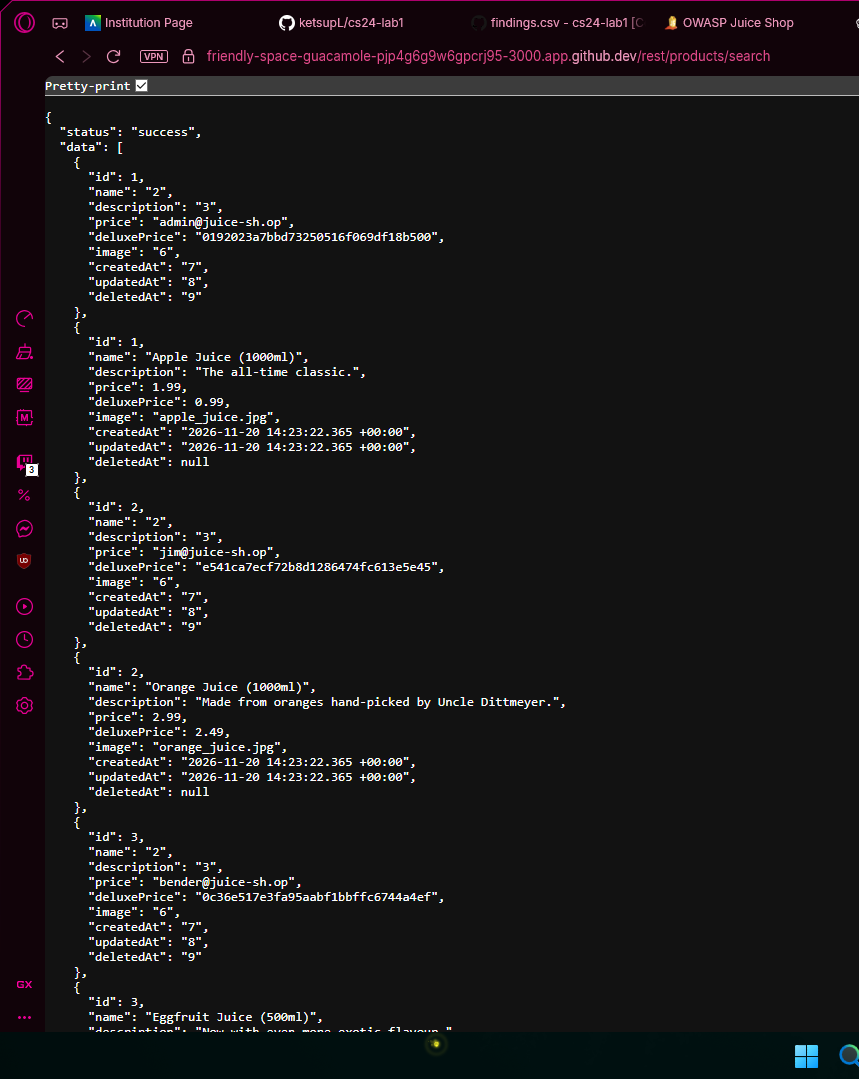 Institution Page
ketsupL/cs24-lab1
findings.csv - cs24-lab1 [C
OWASP Juice Shop
VPN
friendly-space-guacamole-pjp4g6g9w6gpcrj95-3000.app.github.dev/rest/products/search
Pretty-print
{
"status": "success",
"data": [
{
"id": 1,
"name": "2",
"description": "3",
"price": "admin@juice-sh.op",
"deluxePrice": "0192023a7bbd73250516f069df18b500",
"image": "6",
"createdAt": "7",
"updatedAt": "8",
"deletedAt": "9"
},
{
"id": 1,
"name": "Apple Juice (1000ml)",
"description": "The all-time classic.",
"price": 1.99,
"deluxePrice": 0.99,
"image": "apple_juice.jpg",
"createdAt": "2026-11-20 14:23:22.365 +00:00",
"updatedAt": "2026-11-20 14:23:22.365 +00:00",
"deletedAt": null
},
{
"id": 2,
"name": "2",
"description": "3",
"price": "jim@juice-sh.op",
"deluxePrice": "e541ca7ecf72b8d1286474fc613e5e45",
"image": "6",
"createdAt": "7",
"updatedAt": "8",
"deletedAt": "9"
},
{
"id": 2,
"name": "Orange Juice (1000ml)",
"description": "Made from oranges hand-picked by Uncle Dittmeyer.",
"price": 2.99,
"deluxePrice": 2.49,
"image": "orange_juice.jpg",
"createdAt": "2026-11-20 14:23:22.365 +00:00",
"updatedAt": "2026-11-20 14:23:22.365 +00:00",
"deletedAt": null
},
{
"id": 3,
"name": "2",
"description": "3",
"price": "bender@juice-sh.op",
"deluxePrice": "0c36e517e3fa95aabf1bbffc6744a4ef",
"image": "6",
"createdAt": "7",
"updatedAt": "8",
"deletedAt": "9"
},
{
"id": 3,
"name": "Eggfruit Juice (500ml)",
"description": "Now with even more exotic flavour."
M
3
UD
GX